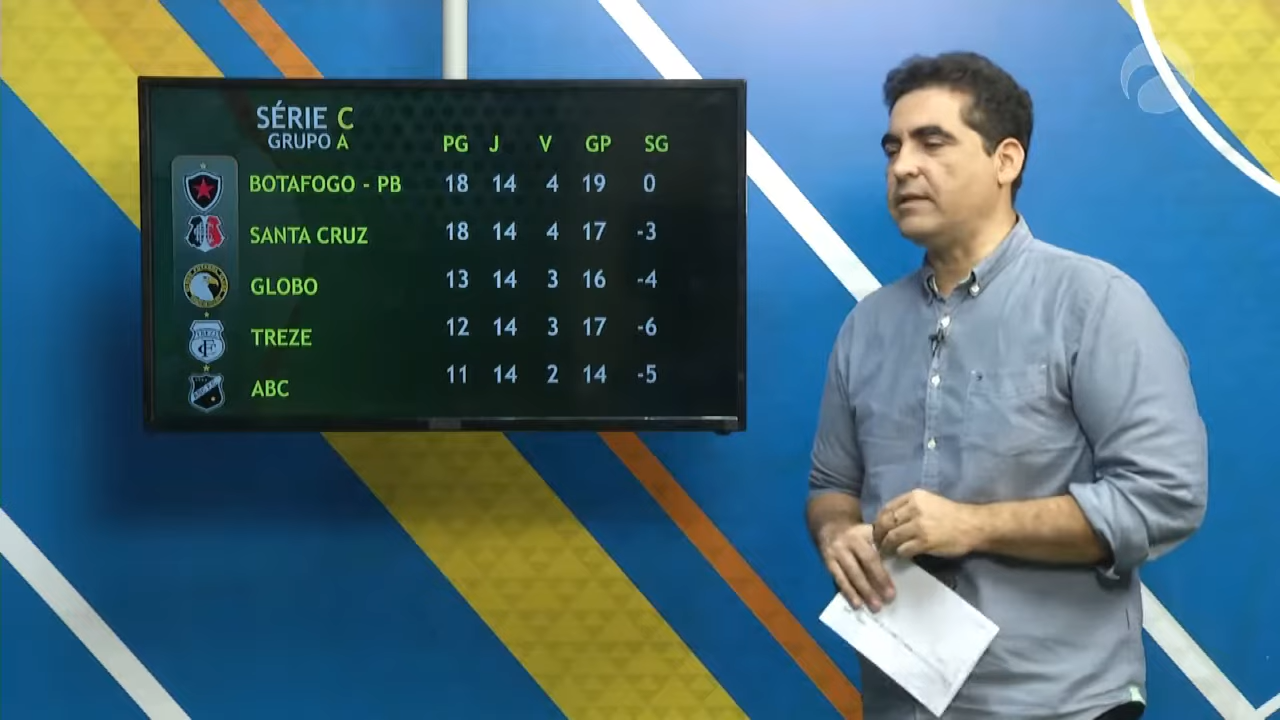 SÉRIE C
GRUPO A
PG J V GP SG
BOTAFOGO - PB 18 14 4 19 0
SANTA CRUZ 18 14 4 17 -3
GLOBO 13 14 3 16 -4
TREZE 12 14 3 17 -6
ABC 11 14 2 14 -5